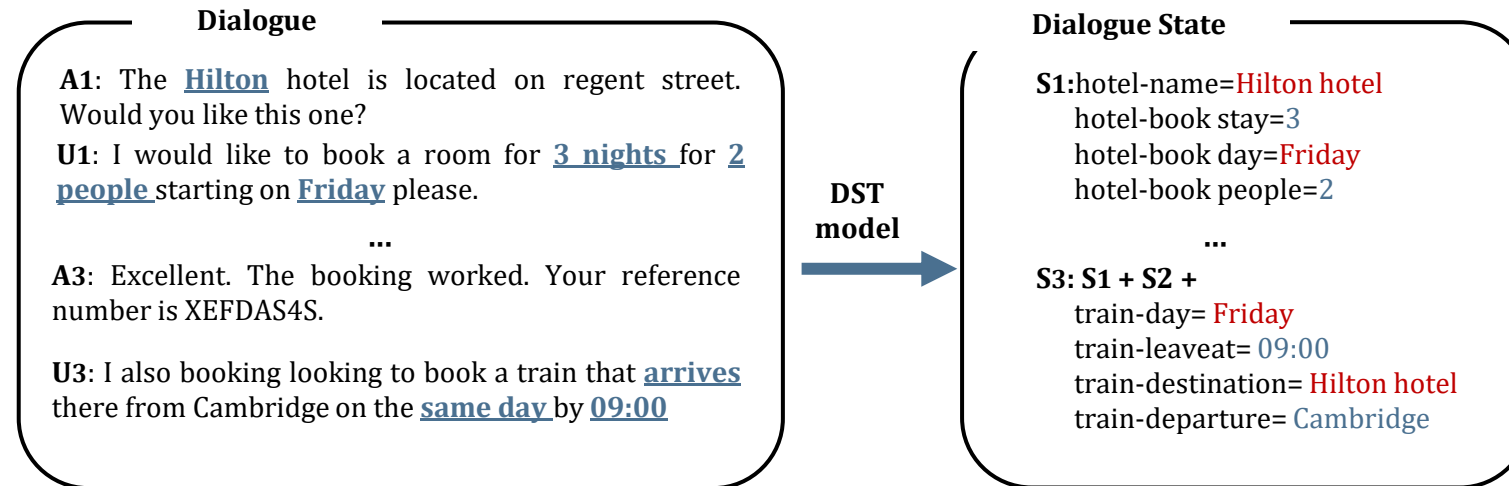 Dialogue
A1: The Hilton hotel is located on regent street.
Would you like this one?
U1: I would like to book a room for 3 nights for 2
people starting on Friday please.
...
A3: Excellent. The booking worked. Your reference
number is XEFDAS4S.
U3: I also booking looking to book a train that arrives
there from Cambridge on the same day by 09:00
DST
model
Dialogue State
S1:hotel-name=Hilton hotel
hotel-book stay=3
hotel-book day=Friday
hotel-book people=2
...
S3: S1 + S2 +
train-day= Friday
train-leaveat= 09:00
train-destination= Hilton hotel
train-departure= Cambridge